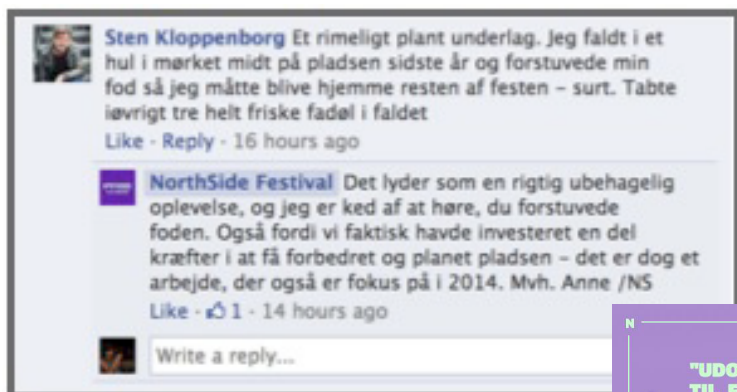 Sten Kloppenborg Et rimeligt plant underlag. Jeg faldt i et
hul i mørket midt på pladsen sidste år og forstuvede min
fod så jeg måtte blive hjemme resten af festen – surt. Tabte
iøvrigt tre helt friske fadøl i faldet
Like · Reply · 16 hours ago
NorthSide Festival Det lyder som en rigtig ubehagelig
oplevelse, og jeg er ked af at høre, du forstuvede
foden. Også fordi vi faktisk havde investeret en del
kræfter i at få forbedret og planet pladsen – det er dog et
arbejde, der også er fokus på i 2014. Mvh. Anne /NS
Like · 1 · 14 hours ago
Write a reply...
N
"UDO